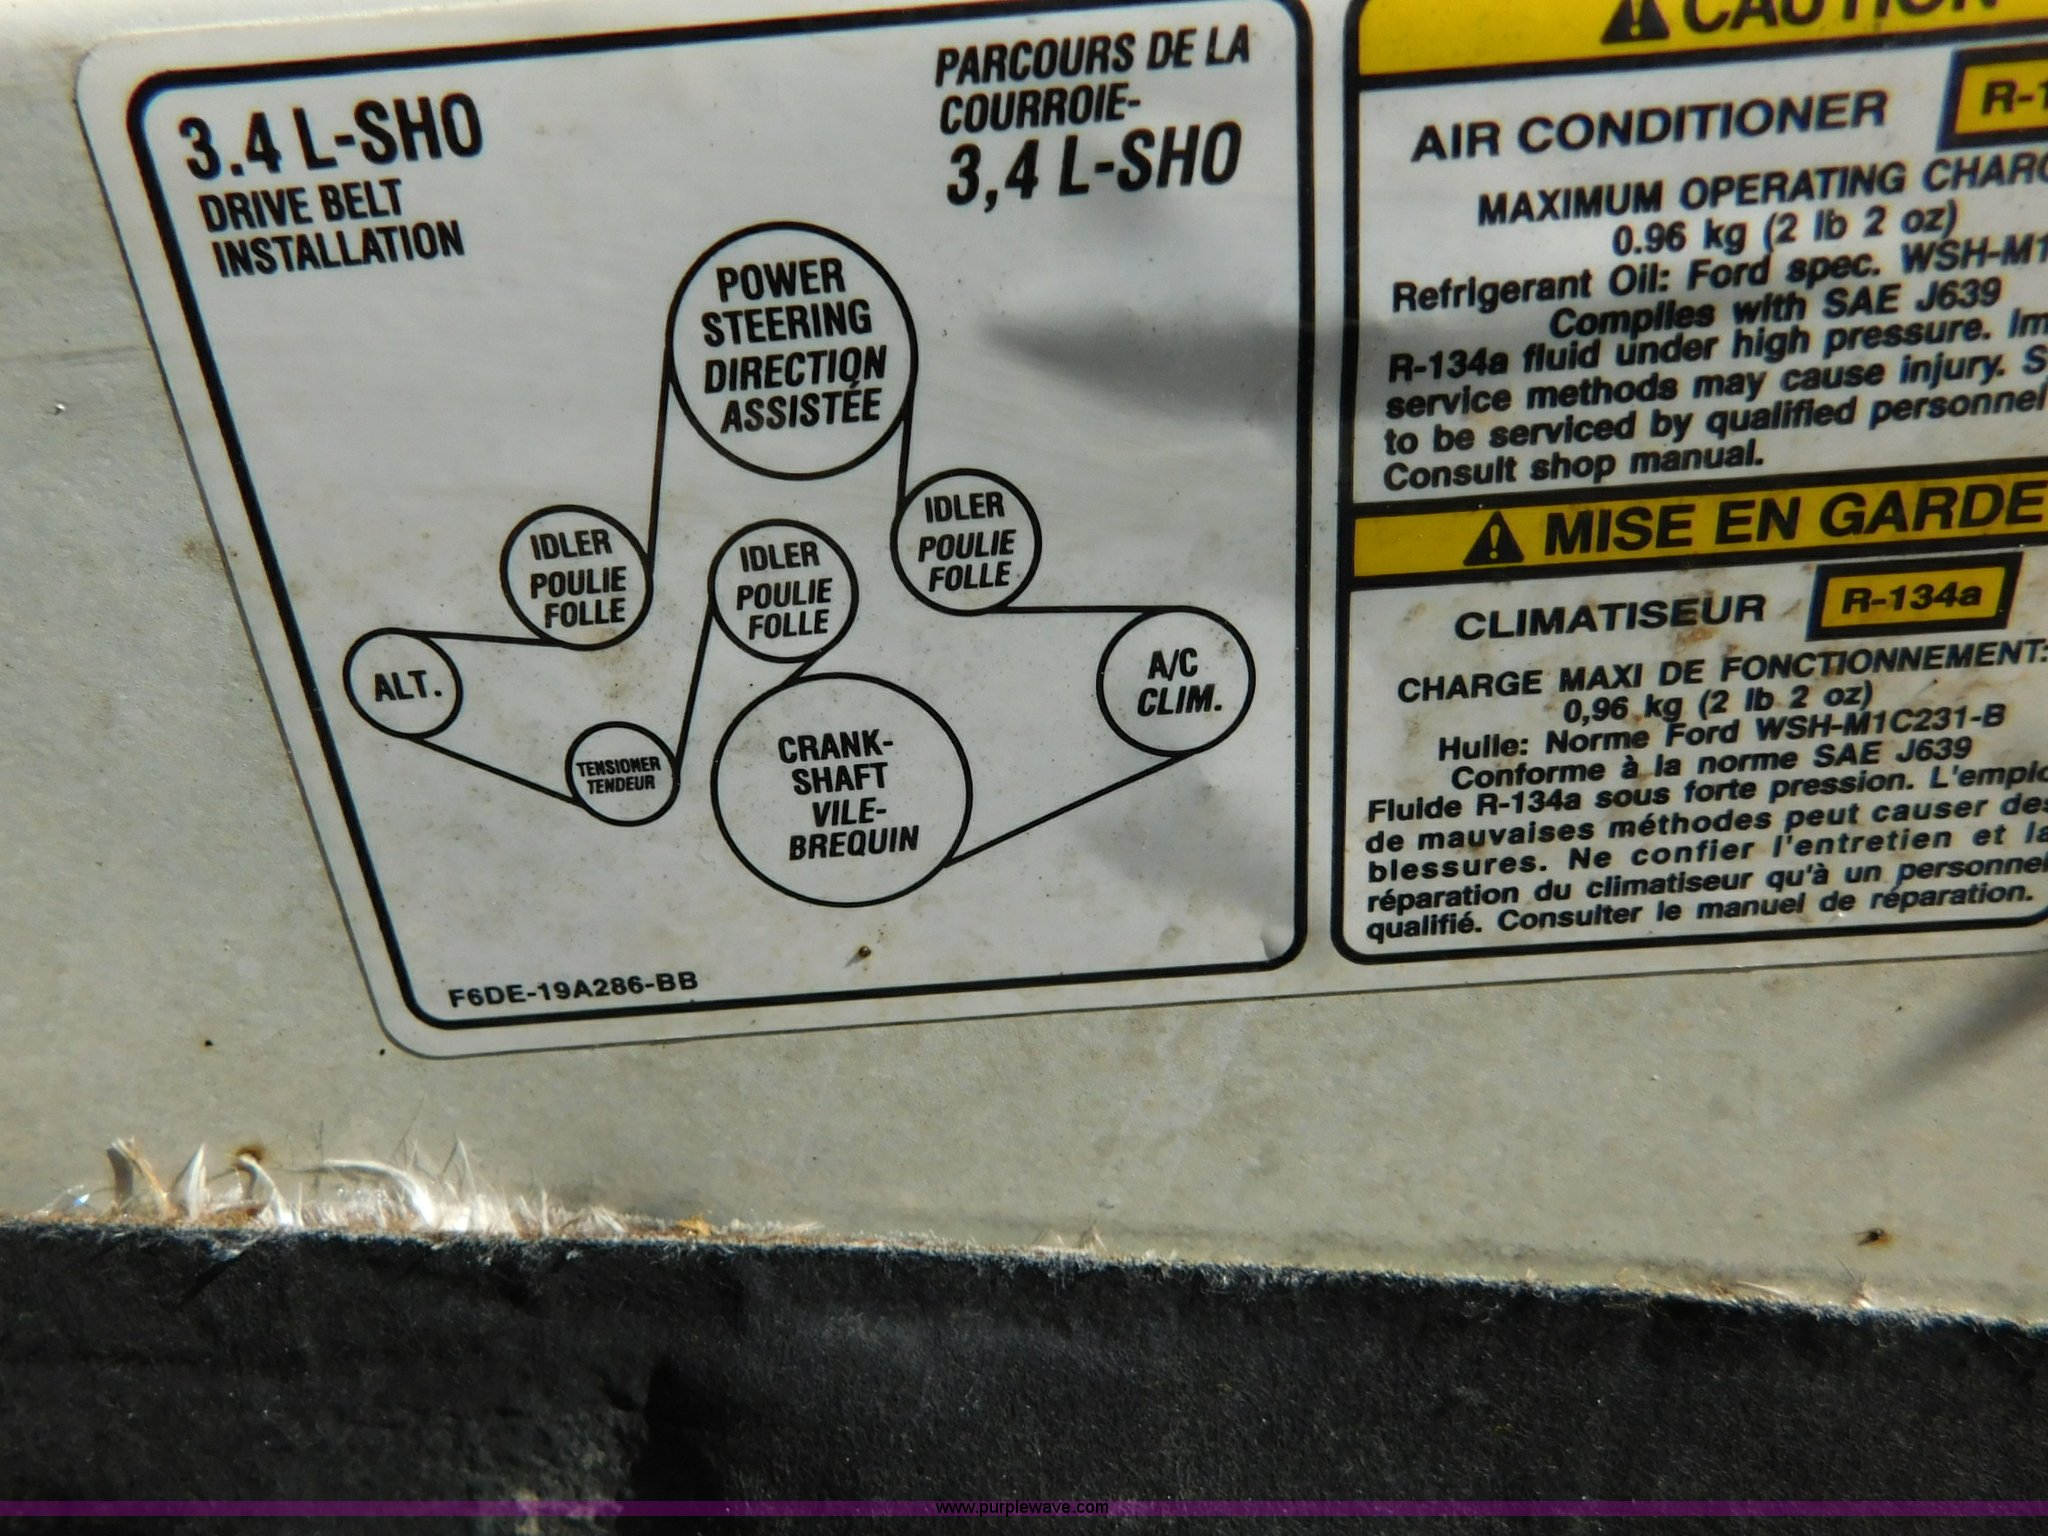 3.4 L-SHO
DRIVE BELT
INSTALLATION
PARCOURS DE LA
COURROIE-
3,4 L-SHO
POWER
STEERING
DIRECTION
ASSISTÉE
IDLER
POULIE
FOLLE
IDLER
POULIE
FOLLE
IDLER
POULIE
FOLLE
ALT.
TENSIONER
TENDEUR
CRANK-
SHAFT
VILE-
BREQUIN
A/C
CLIM.
F6DE-19A286-BB
CAUTION
AIR CONDITIONER
MAXIMUM OPERATING
0.96 kg (2 lb 2 oz)
Refrigerant Oil: Ford spec.
Complies with SAE J639
R-134a fluid under high pressure.
service methods may cause injury.
to be serviced by qualified personnel
Consult shop manual.
MISE EN GARDE
CLIMATISEUR R-134a
CHARGE MAXI DE FONCTIONNEMENT:
0,96 kg (2 lb 2 oz)
Huile: Norme Ford WSH-M1C231-B
Conforme à la norme SAE J639
Fluide R-134a sous forte pression.
de mauvaises méthodes peut causer des
blessures. Ne confier l'entretien et la
réparation du climatiseur qu'à un personnel
qualifié. Consulter le manuel de réparation.
www.purplewave.com